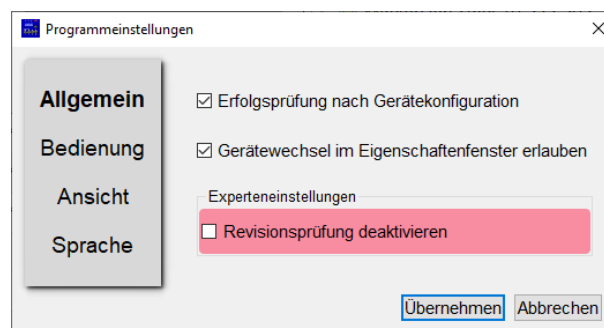 Programmeinstellungen
Allgemein
Bedienung
Ansicht
Sprache
Erfolgsprüfung nach Gerätekonfiguration
Gerätewechsel im Eigenschaftenfenster erlauben
Experteneinstellungen
Revisionsprüfung deaktivieren
Übernehmen Abbrechen